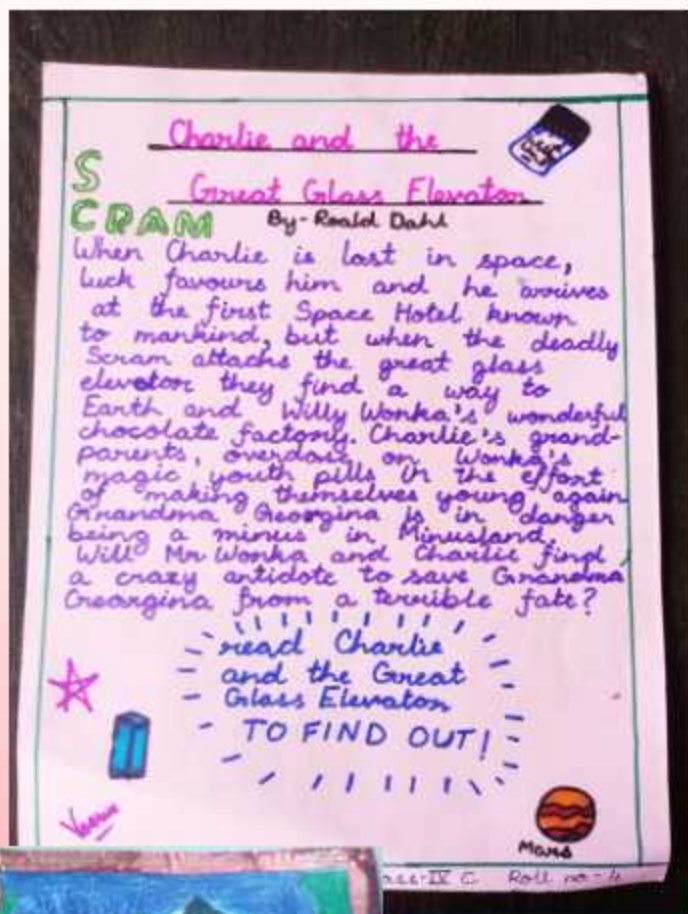 Charlie and the
Great Glass Elevator
S
CRAM
By- Roald Dahl
When Charlie is lost in space,
luck favours him and he arrives
at the first Space Hotel known
to mankind, but when the deadly
Scram attacks the great glass
elevator they find a way to
Earth and Willy Wonka's wonderful
chocolate factory. Charlie's grand-
parents, overdose on Wonka's
magic youth pills in the effort
of making themselves young again
Grandma Georgina is in danger
being a minus in Minusland.
Will Mr Wonka and Charlie find
a crazy antidote to save Grandma
Georgina from a terrible fate?
read Charlie
and the Great
Glass Elevator
TO FIND OUT!
Mars
IV C Roll no-